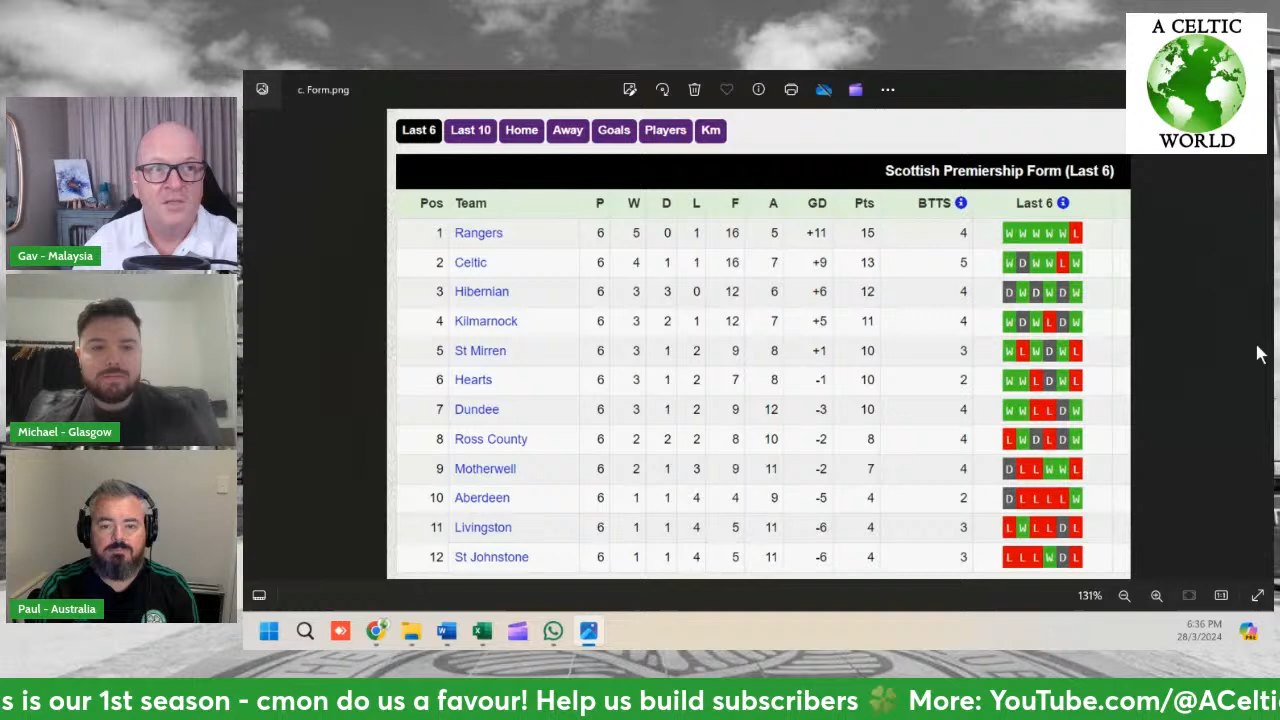 A CELTIC
WORLD
c. Form.png
Last 6 Last 10 Home Away Goals Players Km
Scottish Premiership Form (Last 6)
Pos Team P W D L F A GD Pts BTTS Last 6
1 Rangers 6 5 0 1 16 5 +11 15 4 W W W W W L
2 Celtic 6 4 1 1 16 7 +9 13 5 W D W W L W
3 Hibernian 6 3 3 0 12 6 +6 12 4 D W D W D W
4 Kilmarnock 6 3 2 1 12 7 +5 11 4 W D W L D W
5 St Mirren 6 3 1 2 9 8 +1 10 3 W L W D W L
6 Hearts 6 3 1 2 7 8 -1 10 2 W W L D W L
7 Dundee 6 3 1 2 9 12 -3 10 4 W W L L D W
8 Ross County 6 2 2 2 8 10 -2 8 4 L W D L D W
9 Motherwell 6 2 1 3 9 11 -2 7 4 D L L W W L
10 Aberdeen 6 1 1 4 4 9 -5 4 2 D L L L L W
11 Livingston 6 1 1 4 5 11 -6 4 3 L W L L D L
12 St Johnstone 6 1 1 4 5 11 -6 4 3 L L L W D L
Gav - Malaysia
Michael - Glasgow
Paul - Australia
131%
1:1
6:36 PM
28/3/2024
s is our 1st season - cmon do us a favour! Help us build subscribers 🍀 More: YouTube.com/@ACelti